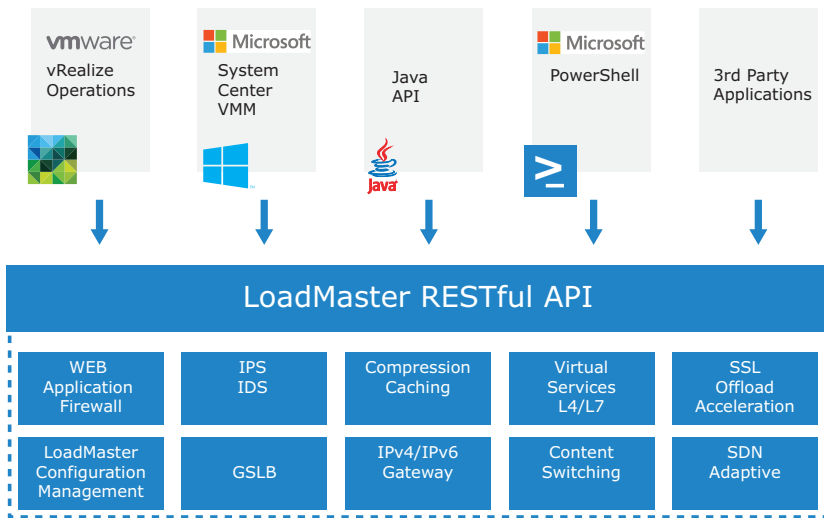 vmware®
vRealize
Operations
Microsoft
System
Center
VMM
Java
API
Microsoft
PowerShell
3rd Party
Applications
™
Java
LoadMaster RESTful API
WEB
Application
Firewall
IPS
IDS
Compression
Caching
Virtual
Services
L4/L7
SSL
Offload
Acceleration
LoadMaster
Configuration
Management
GSLB
IPv4/IPv6
Gateway
Content
Switching
SDN
Adaptive